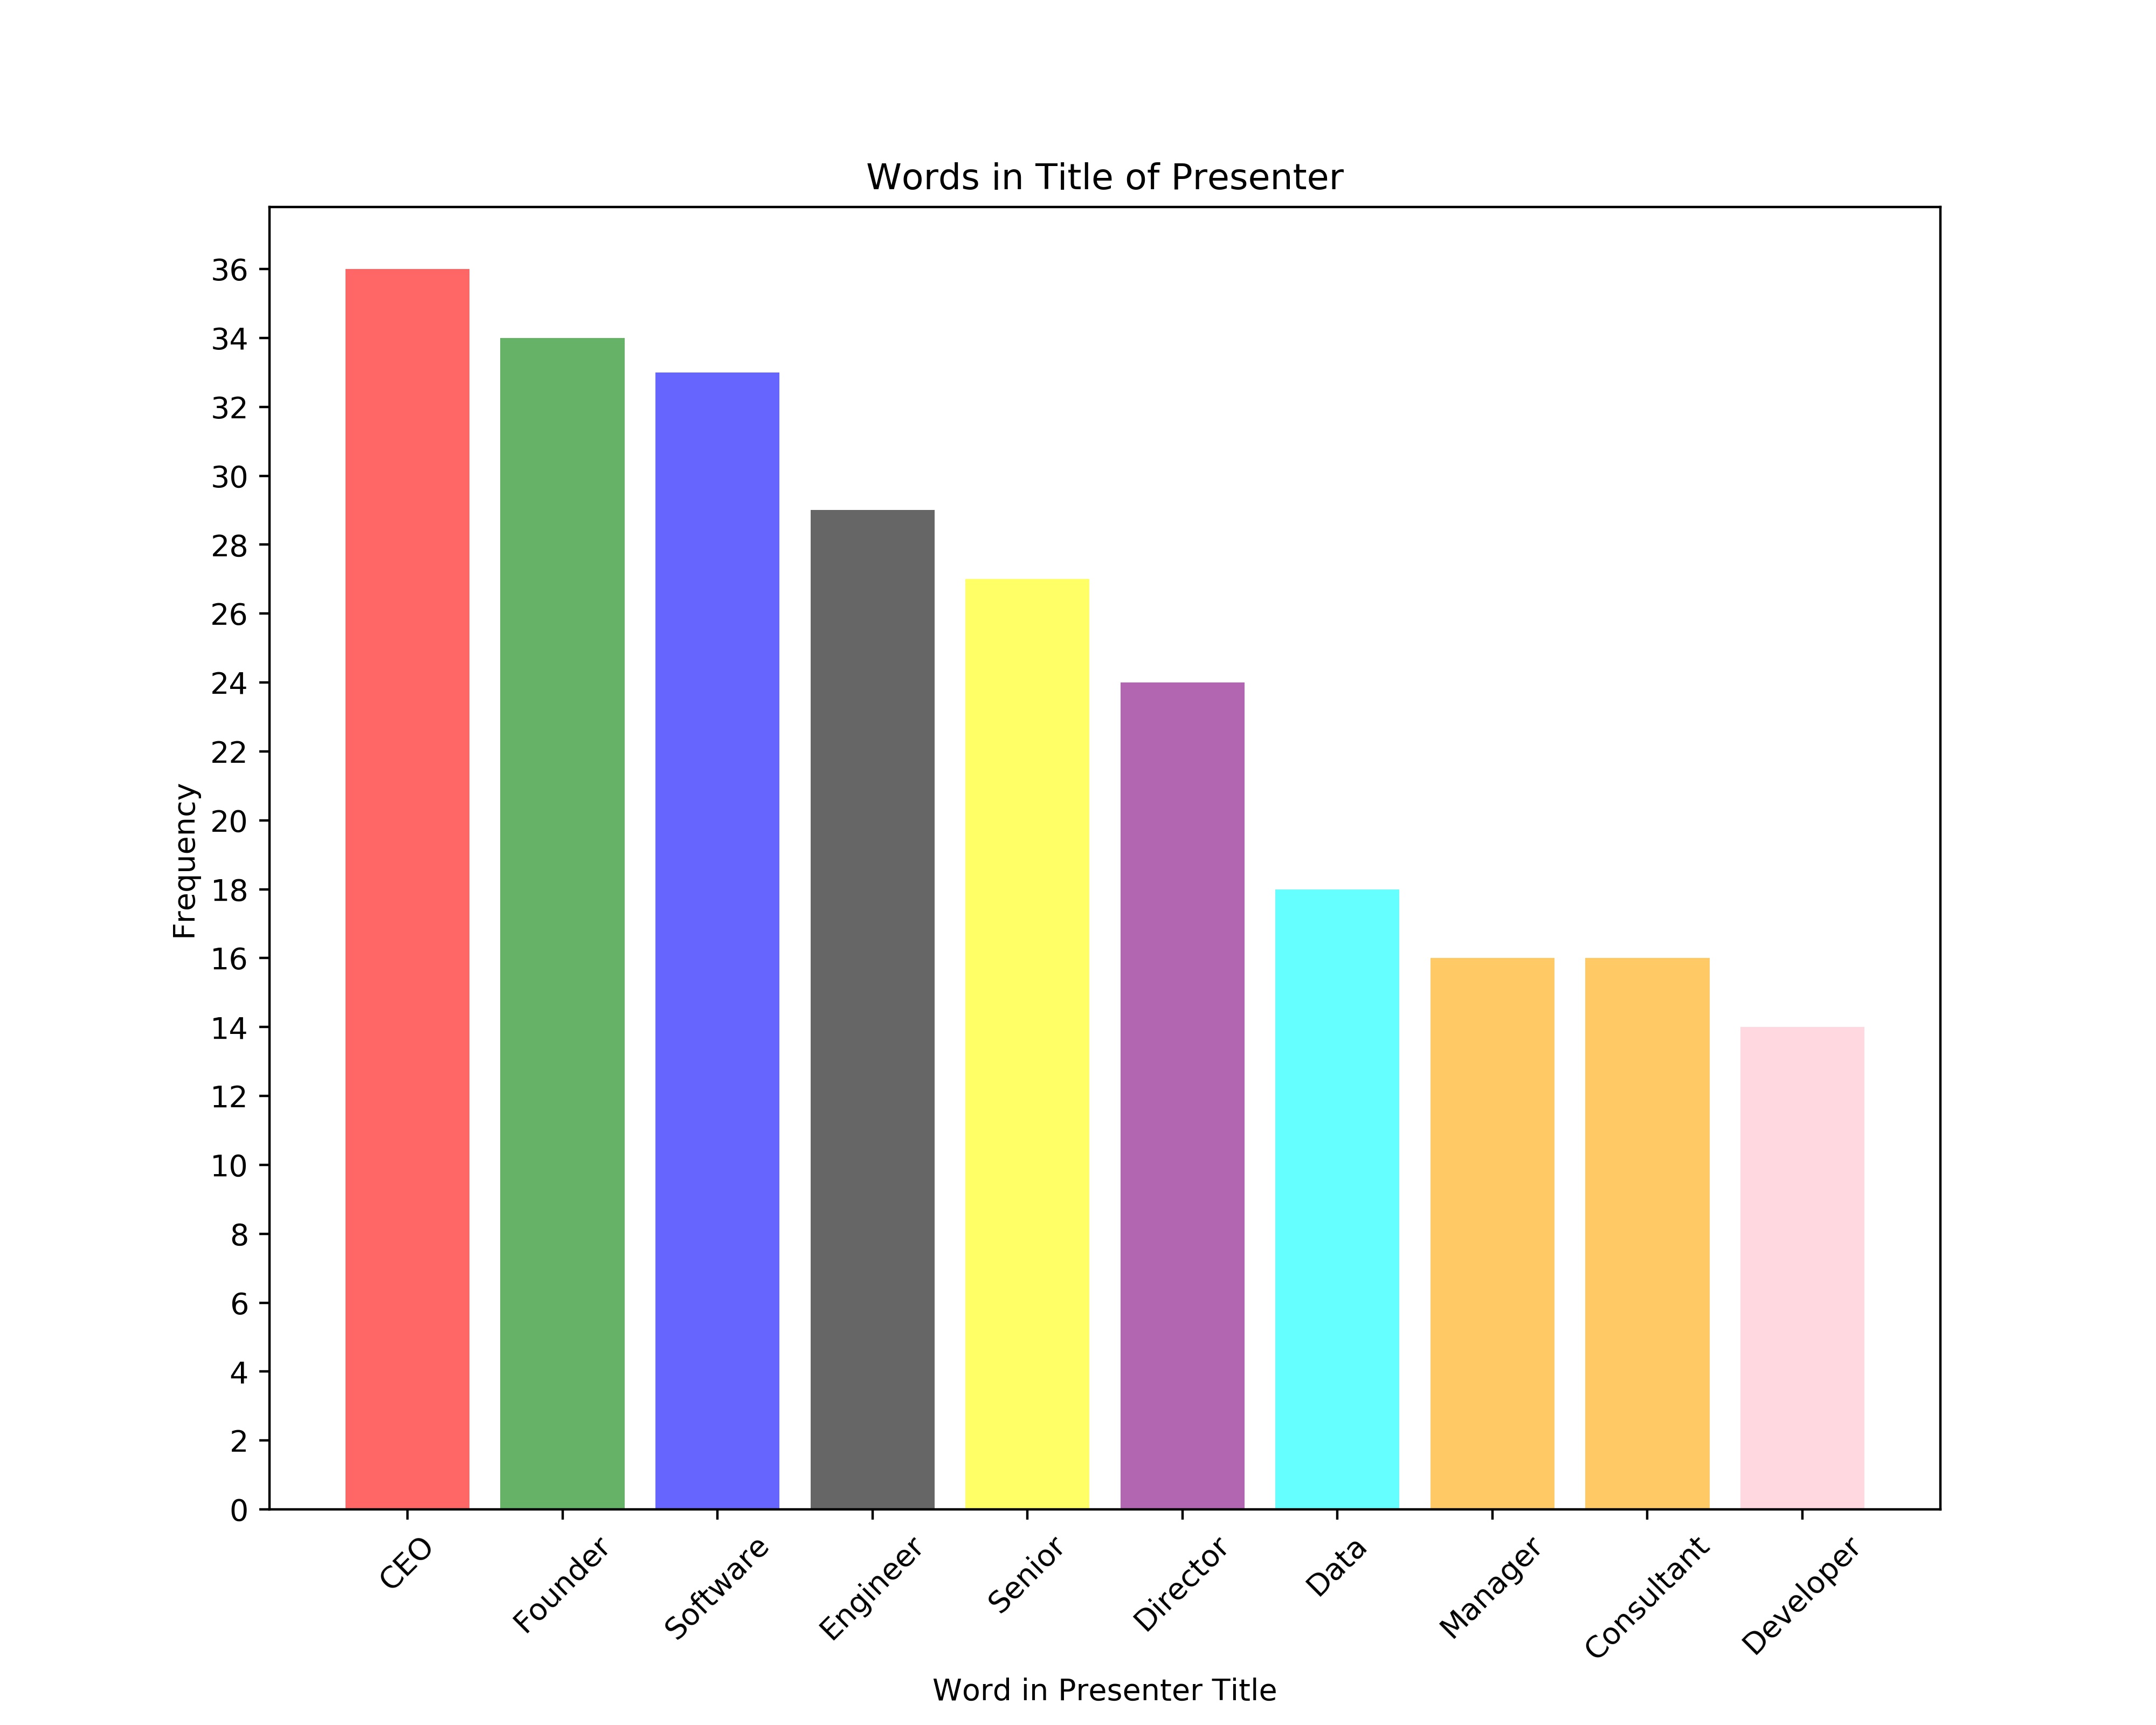 Words in Title of Presenter
Frequency
36
34
32
30
28
26
24
22
20
18
16
14
12
10
8
6
4
2
0
CEO
Founder
Software
Engineer
Senior
Director
Data
Manager
Consultant
Developer
Word in Presenter Title